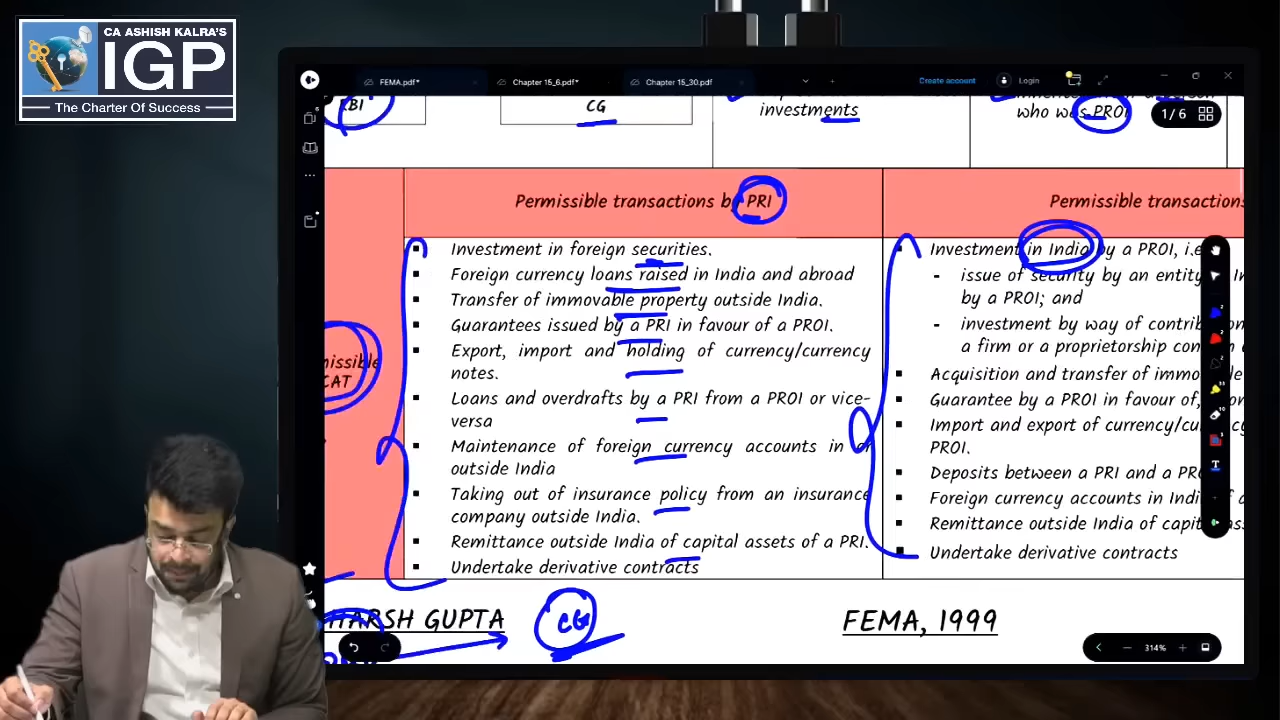 CA ASHISH KALRA'S
IGP
The Charter Of Success
FEMA.pdf*
Chapter 15_6.pdf*
Chapter 15_30.pdf
Create account
Login
RBI
CG
investments
who was PROI
1/6
Permissible transactions by PRI
Permissible transactions
CAT
Investment in foreign securities.
Foreign currency loans raised in India and abroad
Transfer of immovable property outside India.
Guarantees issued by a PRI in favour of a PROI.
Export, import and holding of currency/currency
notes.
Loans and overdrafts by a PRI from a PROI or vice-
versa
Maintenance of foreign currency accounts in or
outside India
Taking out of insurance policy from an insurance
company outside India.
Remittance outside India of capital assets of a PRI.
Undertake derivative contracts
Investment in India by a PROI, i.e
- issue of security by an entity
by a PROI; and
- investment by way of
a firm or a proprietorship
Acquisition and transfer of
Guarantee by a PROI in favour of,
Import and export of
PROI.
Deposits between a PRI and a
Foreign currency accounts in
Remittance outside India of
Undertake derivative contracts
HARSH GUPTA
CG
FEMA, 1999
314%